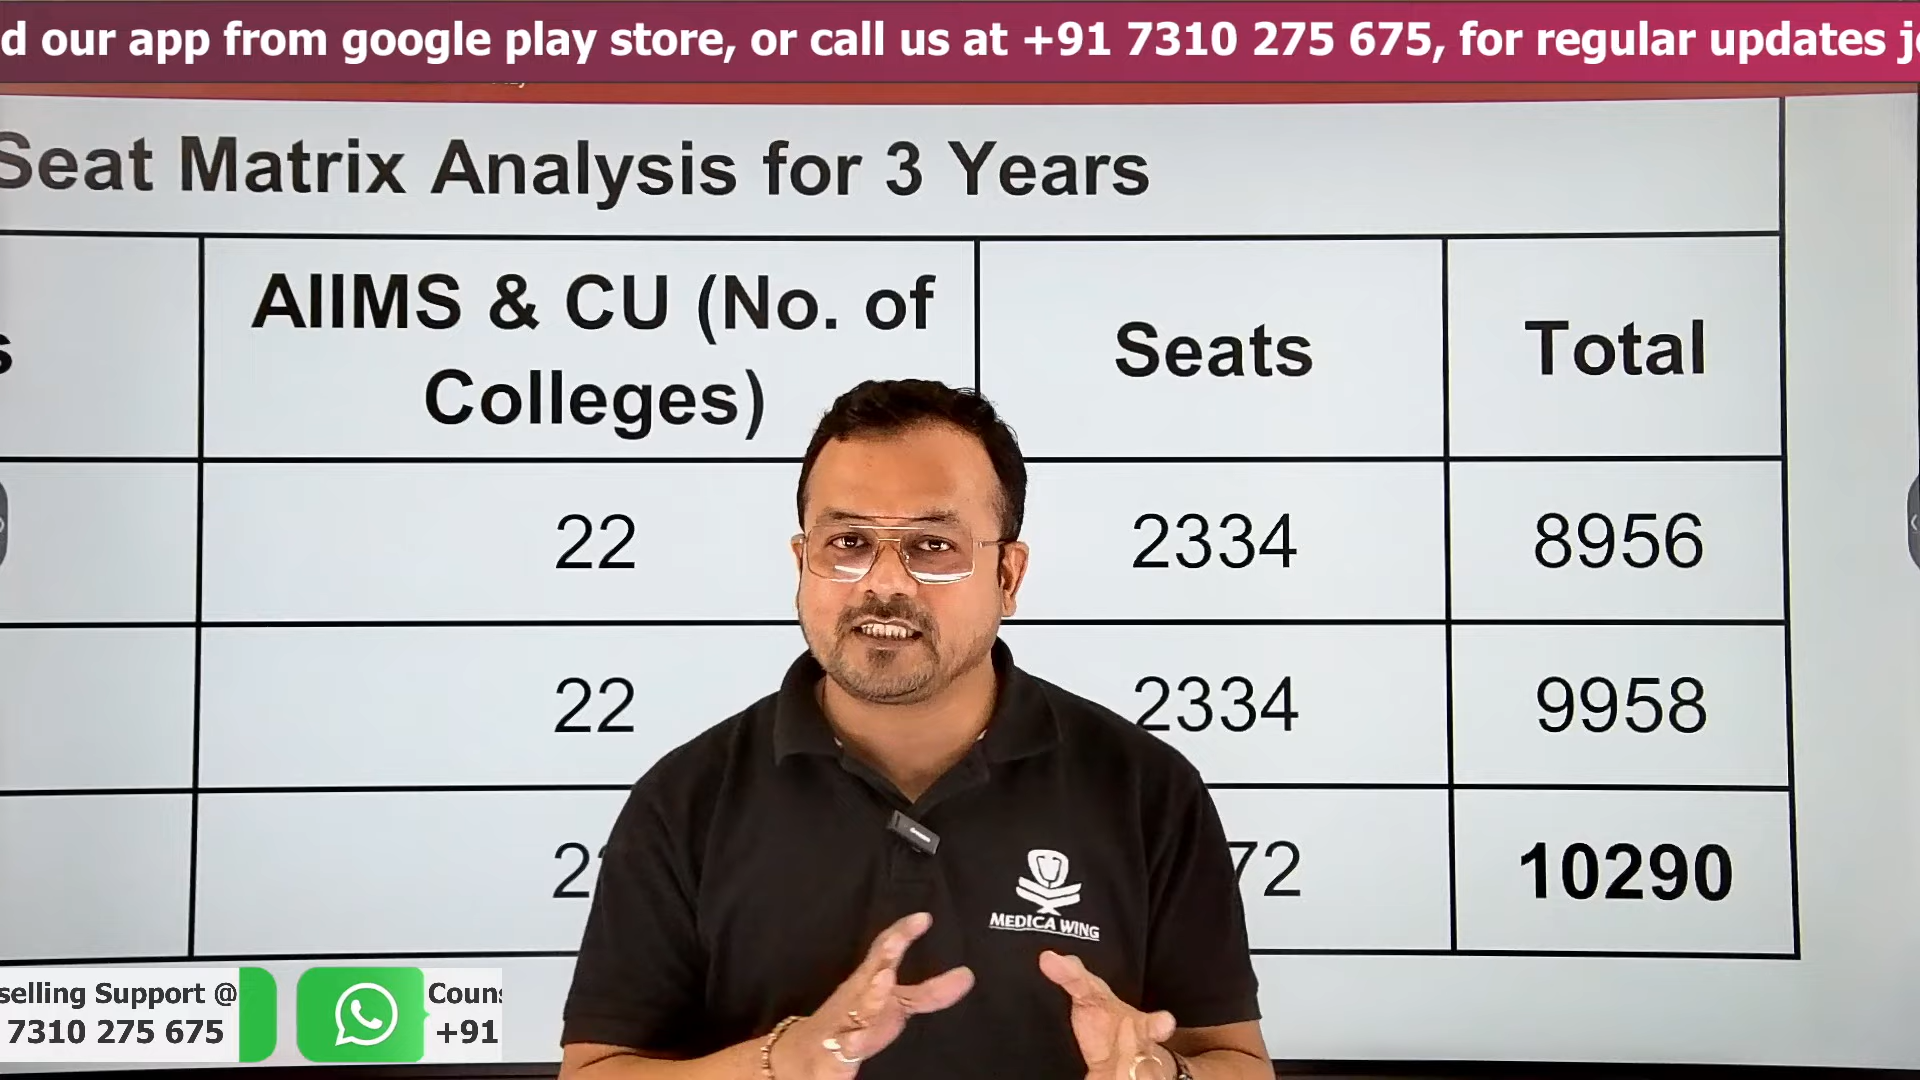 d our app from google play store, or call us at +91 7310 275 675, for regular updates j
Seat Matrix Analysis for 3 Years
AIIMS & CU (No. of
Colleges)
Seats
Total
22
2334
8956
22
2334
9958
72
10290
MEDICA WING
selling Support @
7310 275 675
Coun
+91